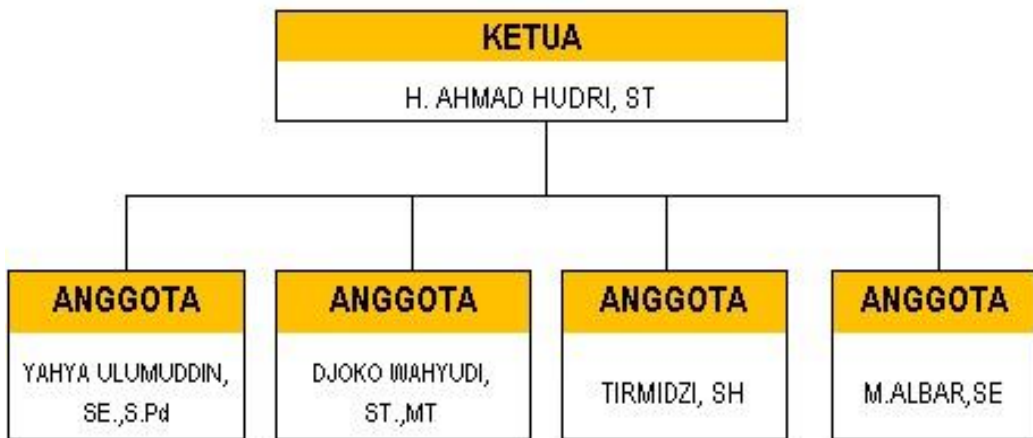 KETUA
H. AHMAD HUDRI, ST
ANGGOTA
YAHYA ULUMUDDIN,
SE.,S.Pd
ANGGOTA
DJOKO WAHYUDI,
ST.,MT
ANGGOTA
TIRMIDZI, SH
ANGGOTA
M.ALBAR,SE